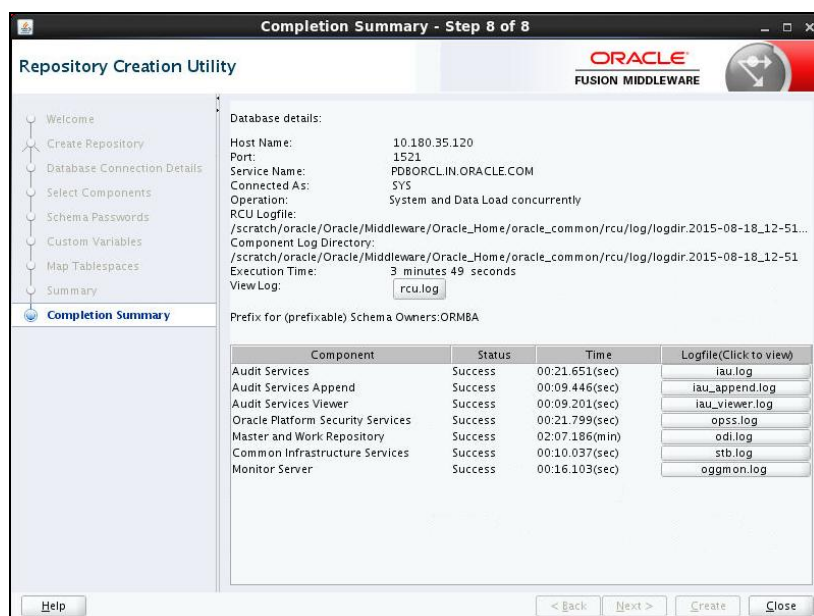 Completion Summary - Step 8 of 8
Repository Creation Utility
ORACLE
FUSION MIDDLEWARE
Welcome
Create Repository
Database Connection Details
Select Components
Schema Passwords
Custom Variables
Map Tablespaces
Summary
Completion Summary
Database details:
Host Name: 10.180.35.120
Port: 1521
Service Name: PDBORCL.IN.ORACLE.COM
Connected As: SYS
Operation: System and Data Load concurrently
RCU Logfile:
/scratch/oracle/Oracle/Middleware/Oracle_Home/oracle_common/rcu/log/logdir.2015-08-18_12-51...
Component Log Directory:
/scratch/oracle/Oracle/Middleware/Oracle_Home/oracle_common/rcu/log/logdir.2015-08-18_12-51
Execution Time: 3 minutes 49 seconds
View Log: rcu.log
Prefix for (prefixable) Schema Owners:ORMBA
Component Status Time Logfile(Click to view)
Audit Services Success 00:21.651(sec) iau.log
Audit Services Append Success 00:09.446(sec) iau_append.log
Audit Services Viewer Success 00:09.201(sec) iau_viewer.log
Oracle Platform Security Services Success 00:21.799(sec) opss.log
Master and Work Repository Success 02:07.186(min) odi.log
Common Infrastructure Services Success 00:10.037(sec) stb.log
Monitor Server Success 00:16.103(sec) oggmon.log
Help < Back Next > Create Close